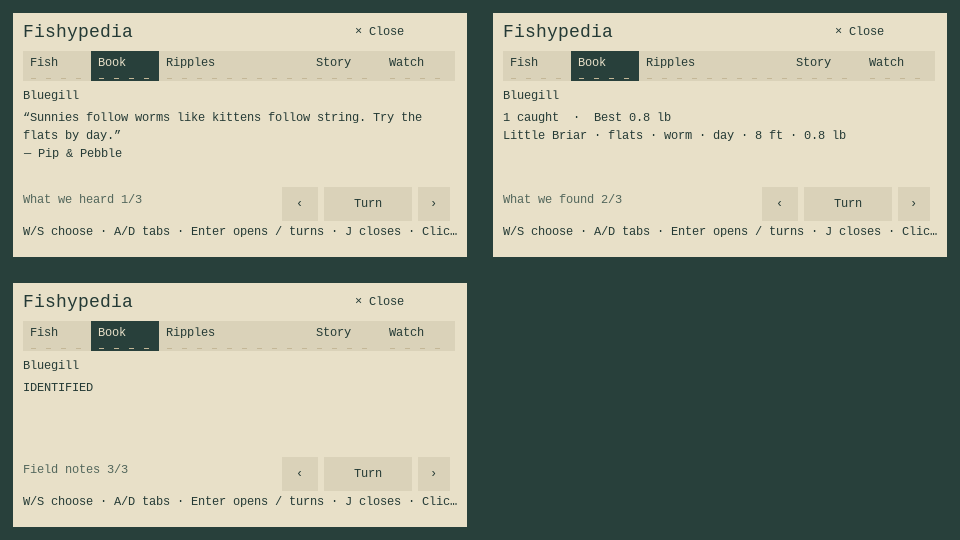 Fishypedia × Close
Fish Book Ripples Story Watch
Bluegill
“Sunnies follow worms like kittens follow string. Try the
flats by day.”
— Pip & Pebble
What we heard 1/3 ‹ Turn ›
W/S choose · A/D tabs · Enter opens / turns · J closes · Clic…
Fishypedia × Close
Fish Book Ripples Story Watch
Bluegill
1 caught · Best 0.8 lb
Little Briar · flats · worm · day · 8 ft · 0.8 lb
What we found 2/3 ‹ Turn ›
W/S choose · A/D tabs · Enter opens / turns · J closes · Clic…
Fishypedia × Close
Fish Book Ripples Story Watch
Bluegill
IDENTIFIED
Field notes 3/3 ‹ Turn ›
W/S choose · A/D tabs · Enter opens / turns · J closes · Clic…